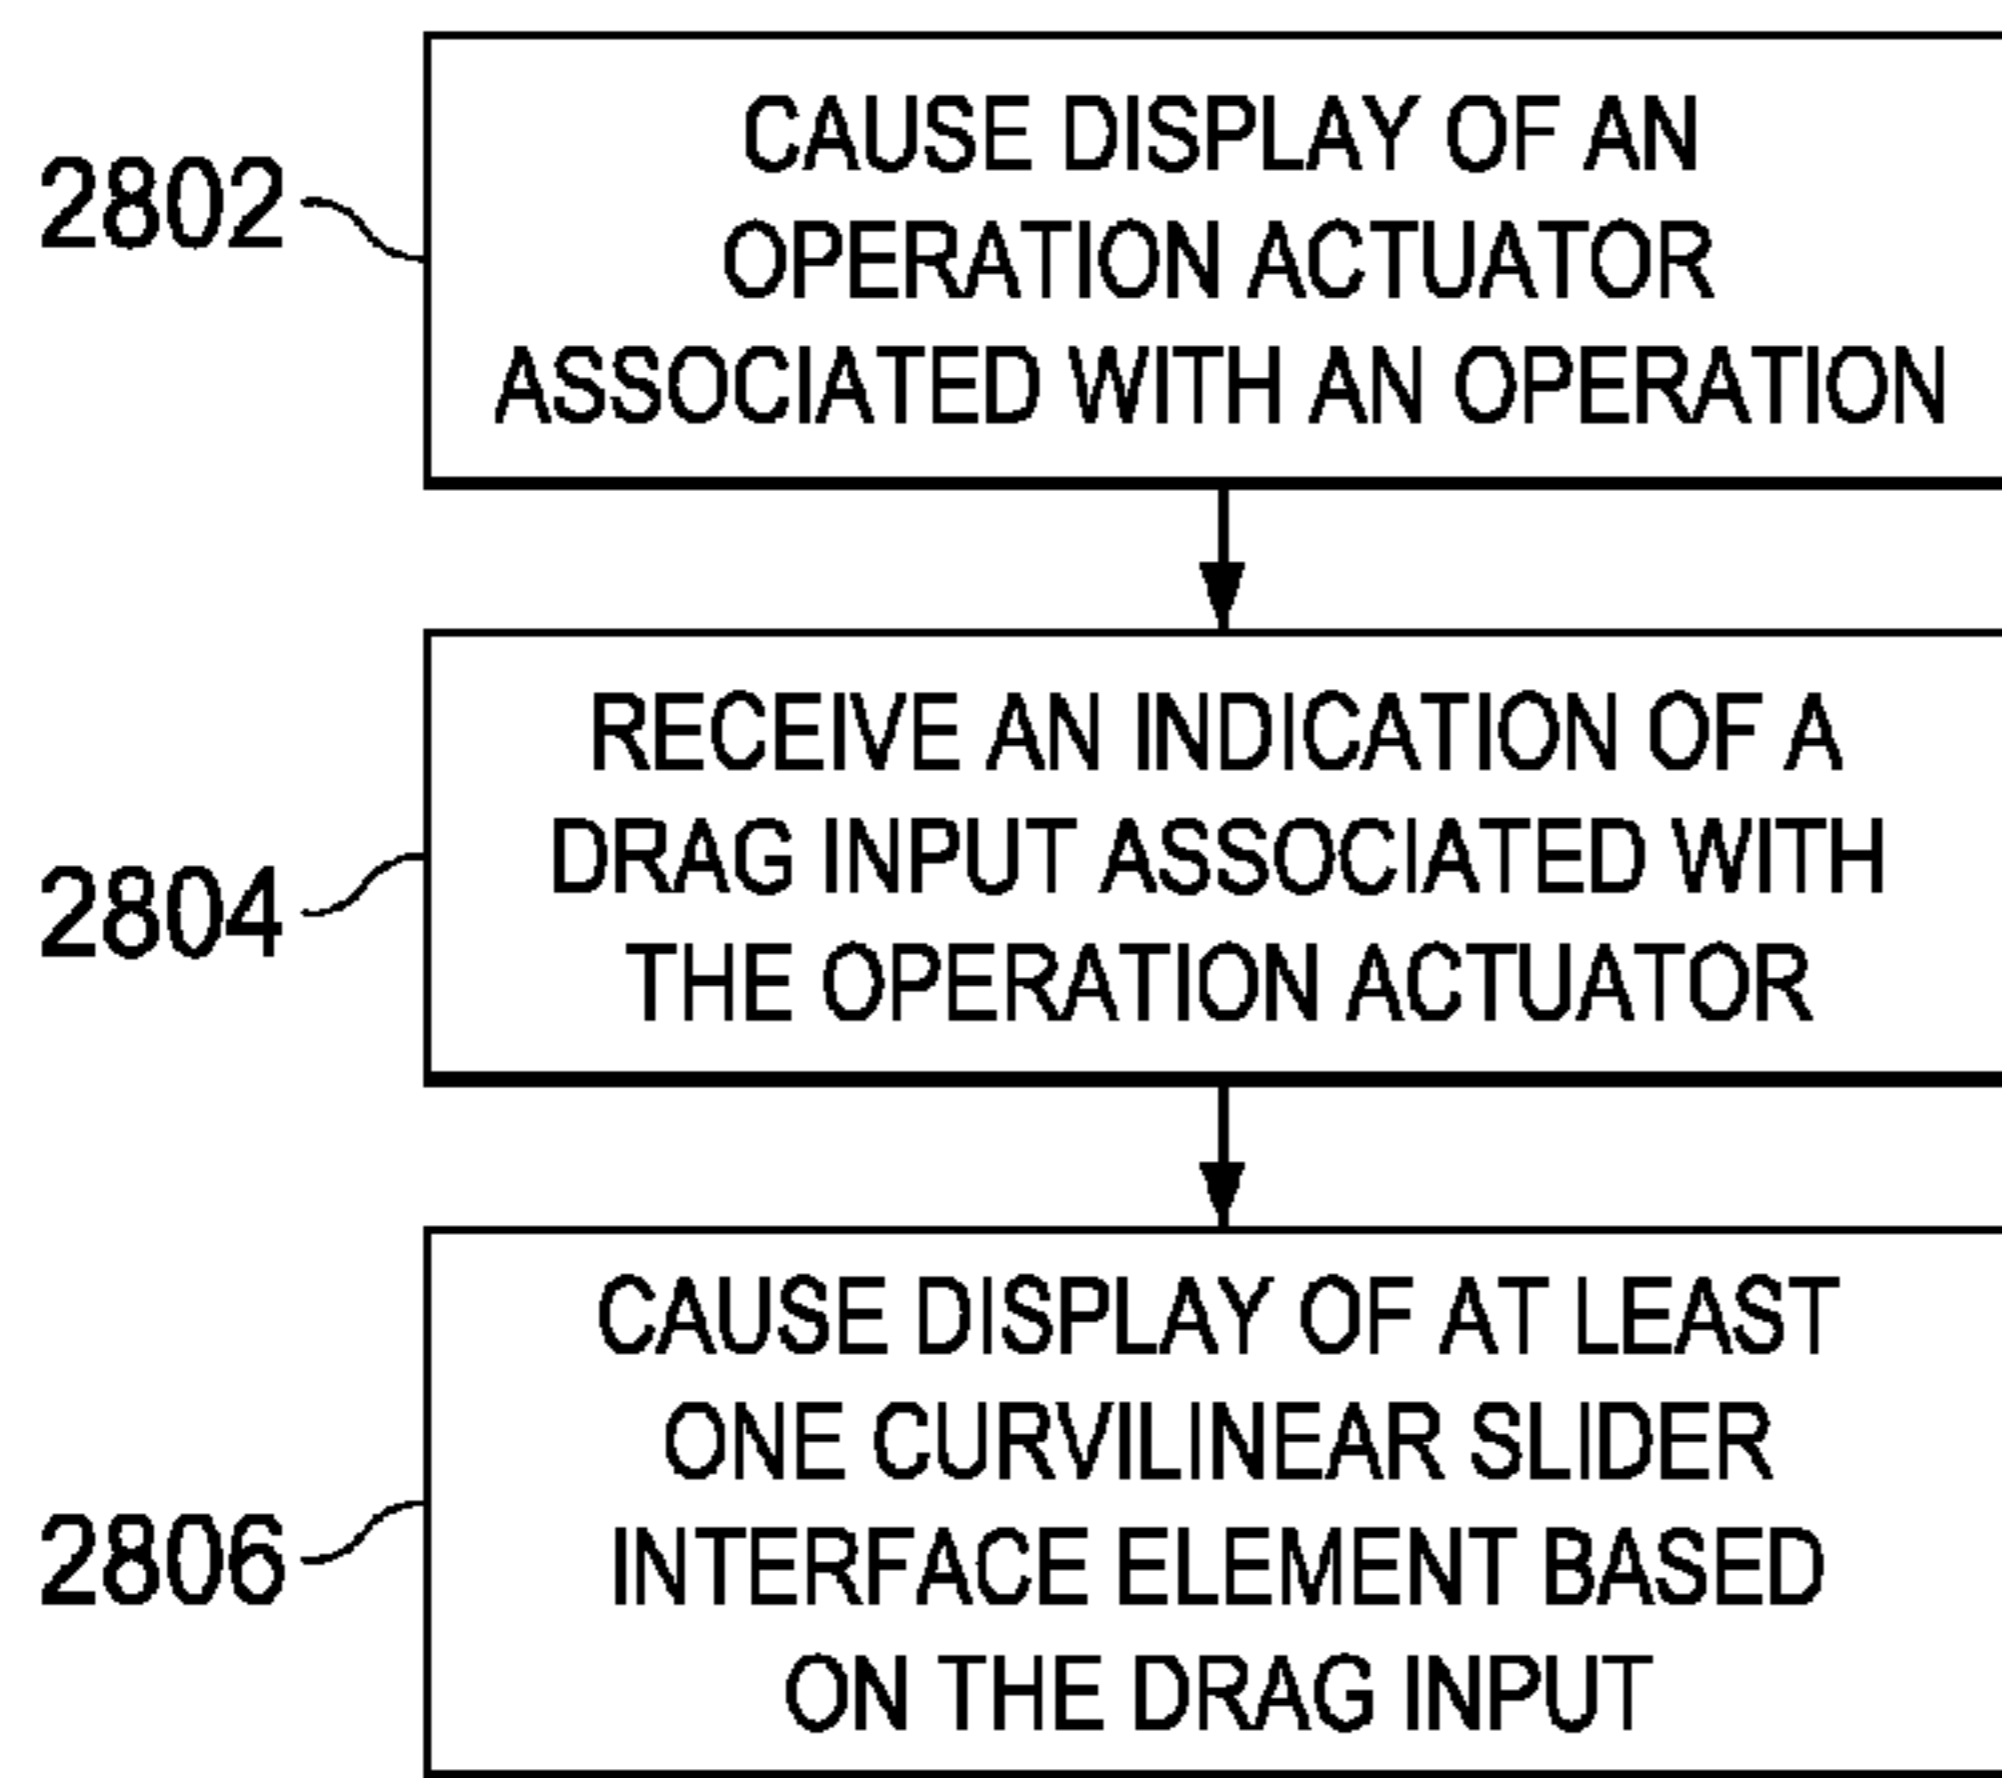 2802
CAUSE DISPLAY OF AN
OPERATION ACTUATOR
ASSOCIATED WITH AN OPERATION
2804
RECEIVE AN INDICATION OF A
DRAG INPUT ASSOCIATED WITH
THE OPERATION ACTUATOR
2806
CAUSE DISPLAY OF AT LEAST
ONE CURVILINEAR SLIDER
INTERFACE ELEMENT BASED
ON THE DRAG INPUT